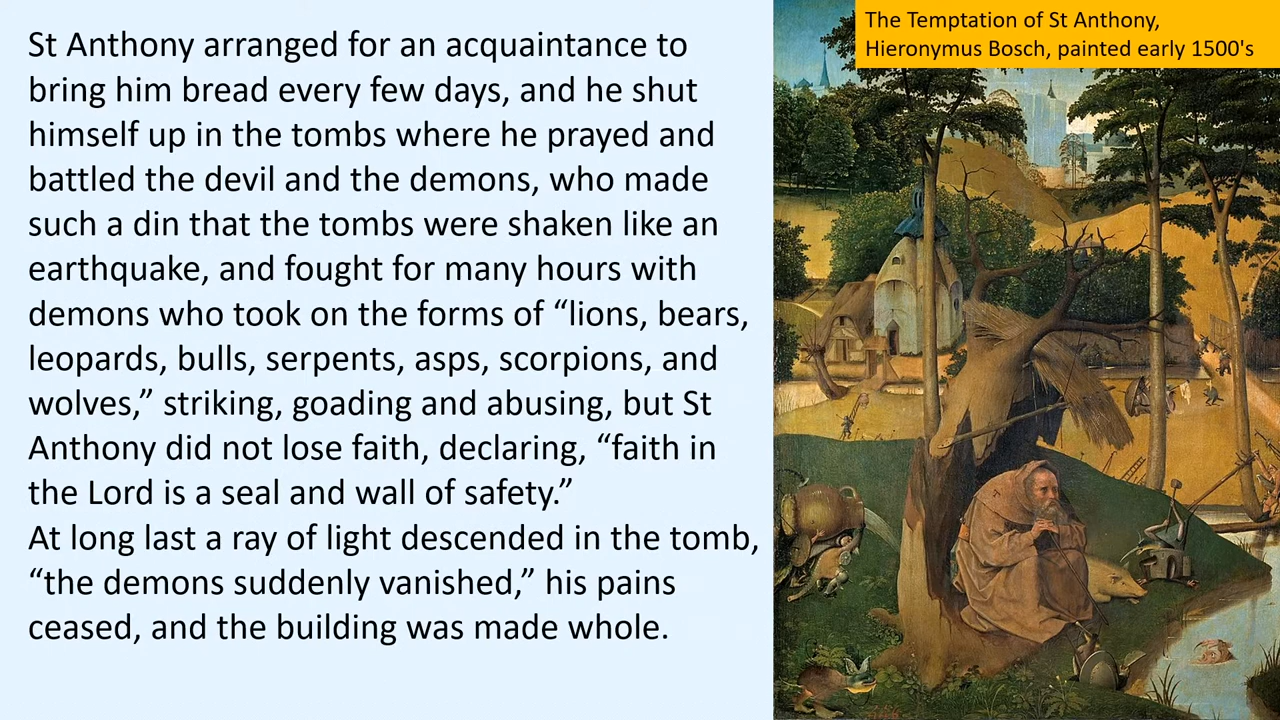 St Anthony arranged for an acquaintance to
bring him bread every few days, and he shut
himself up in the tombs where he prayed and
battled the devil and the demons, who made
such a din that the tombs were shaken like an
earthquake, and fought for many hours with
demons who took on the forms of “lions, bears,
leopards, bulls, serpents, asps, scorpions, and
wolves,” striking, goading and abusing, but St
Anthony did not lose faith, declaring, “faith in
the Lord is a seal and wall of safety.”
At long last a ray of light descended in the tomb,
“the demons suddenly vanished,” his pains
ceased, and the building was made whole.
The Temptation of St Anthony,
Hieronymus Bosch, painted early 1500's